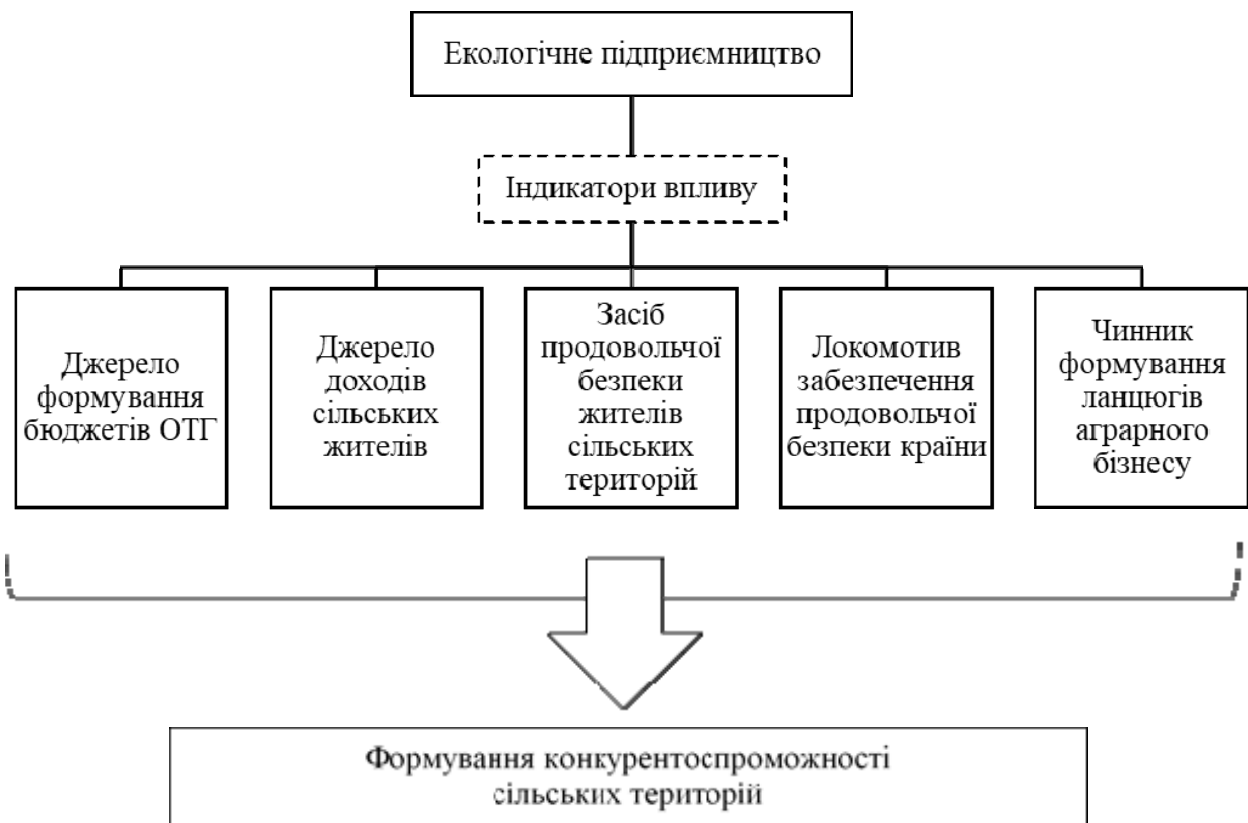 Екологічне підприємництво
Індикатори впливу
Джерело
формування
бюджетів ОТГ
Джерело
доходів
сільських
жителів
Засіб
продовольчої
безпеки
жителів
сільських
територій
Локомотив
забезпечення
продовольчої
безпеки країни
Чинник
формування
ланцюгів
аграрного
бізнесу
Формування конкурентоспроможності
сільських територій